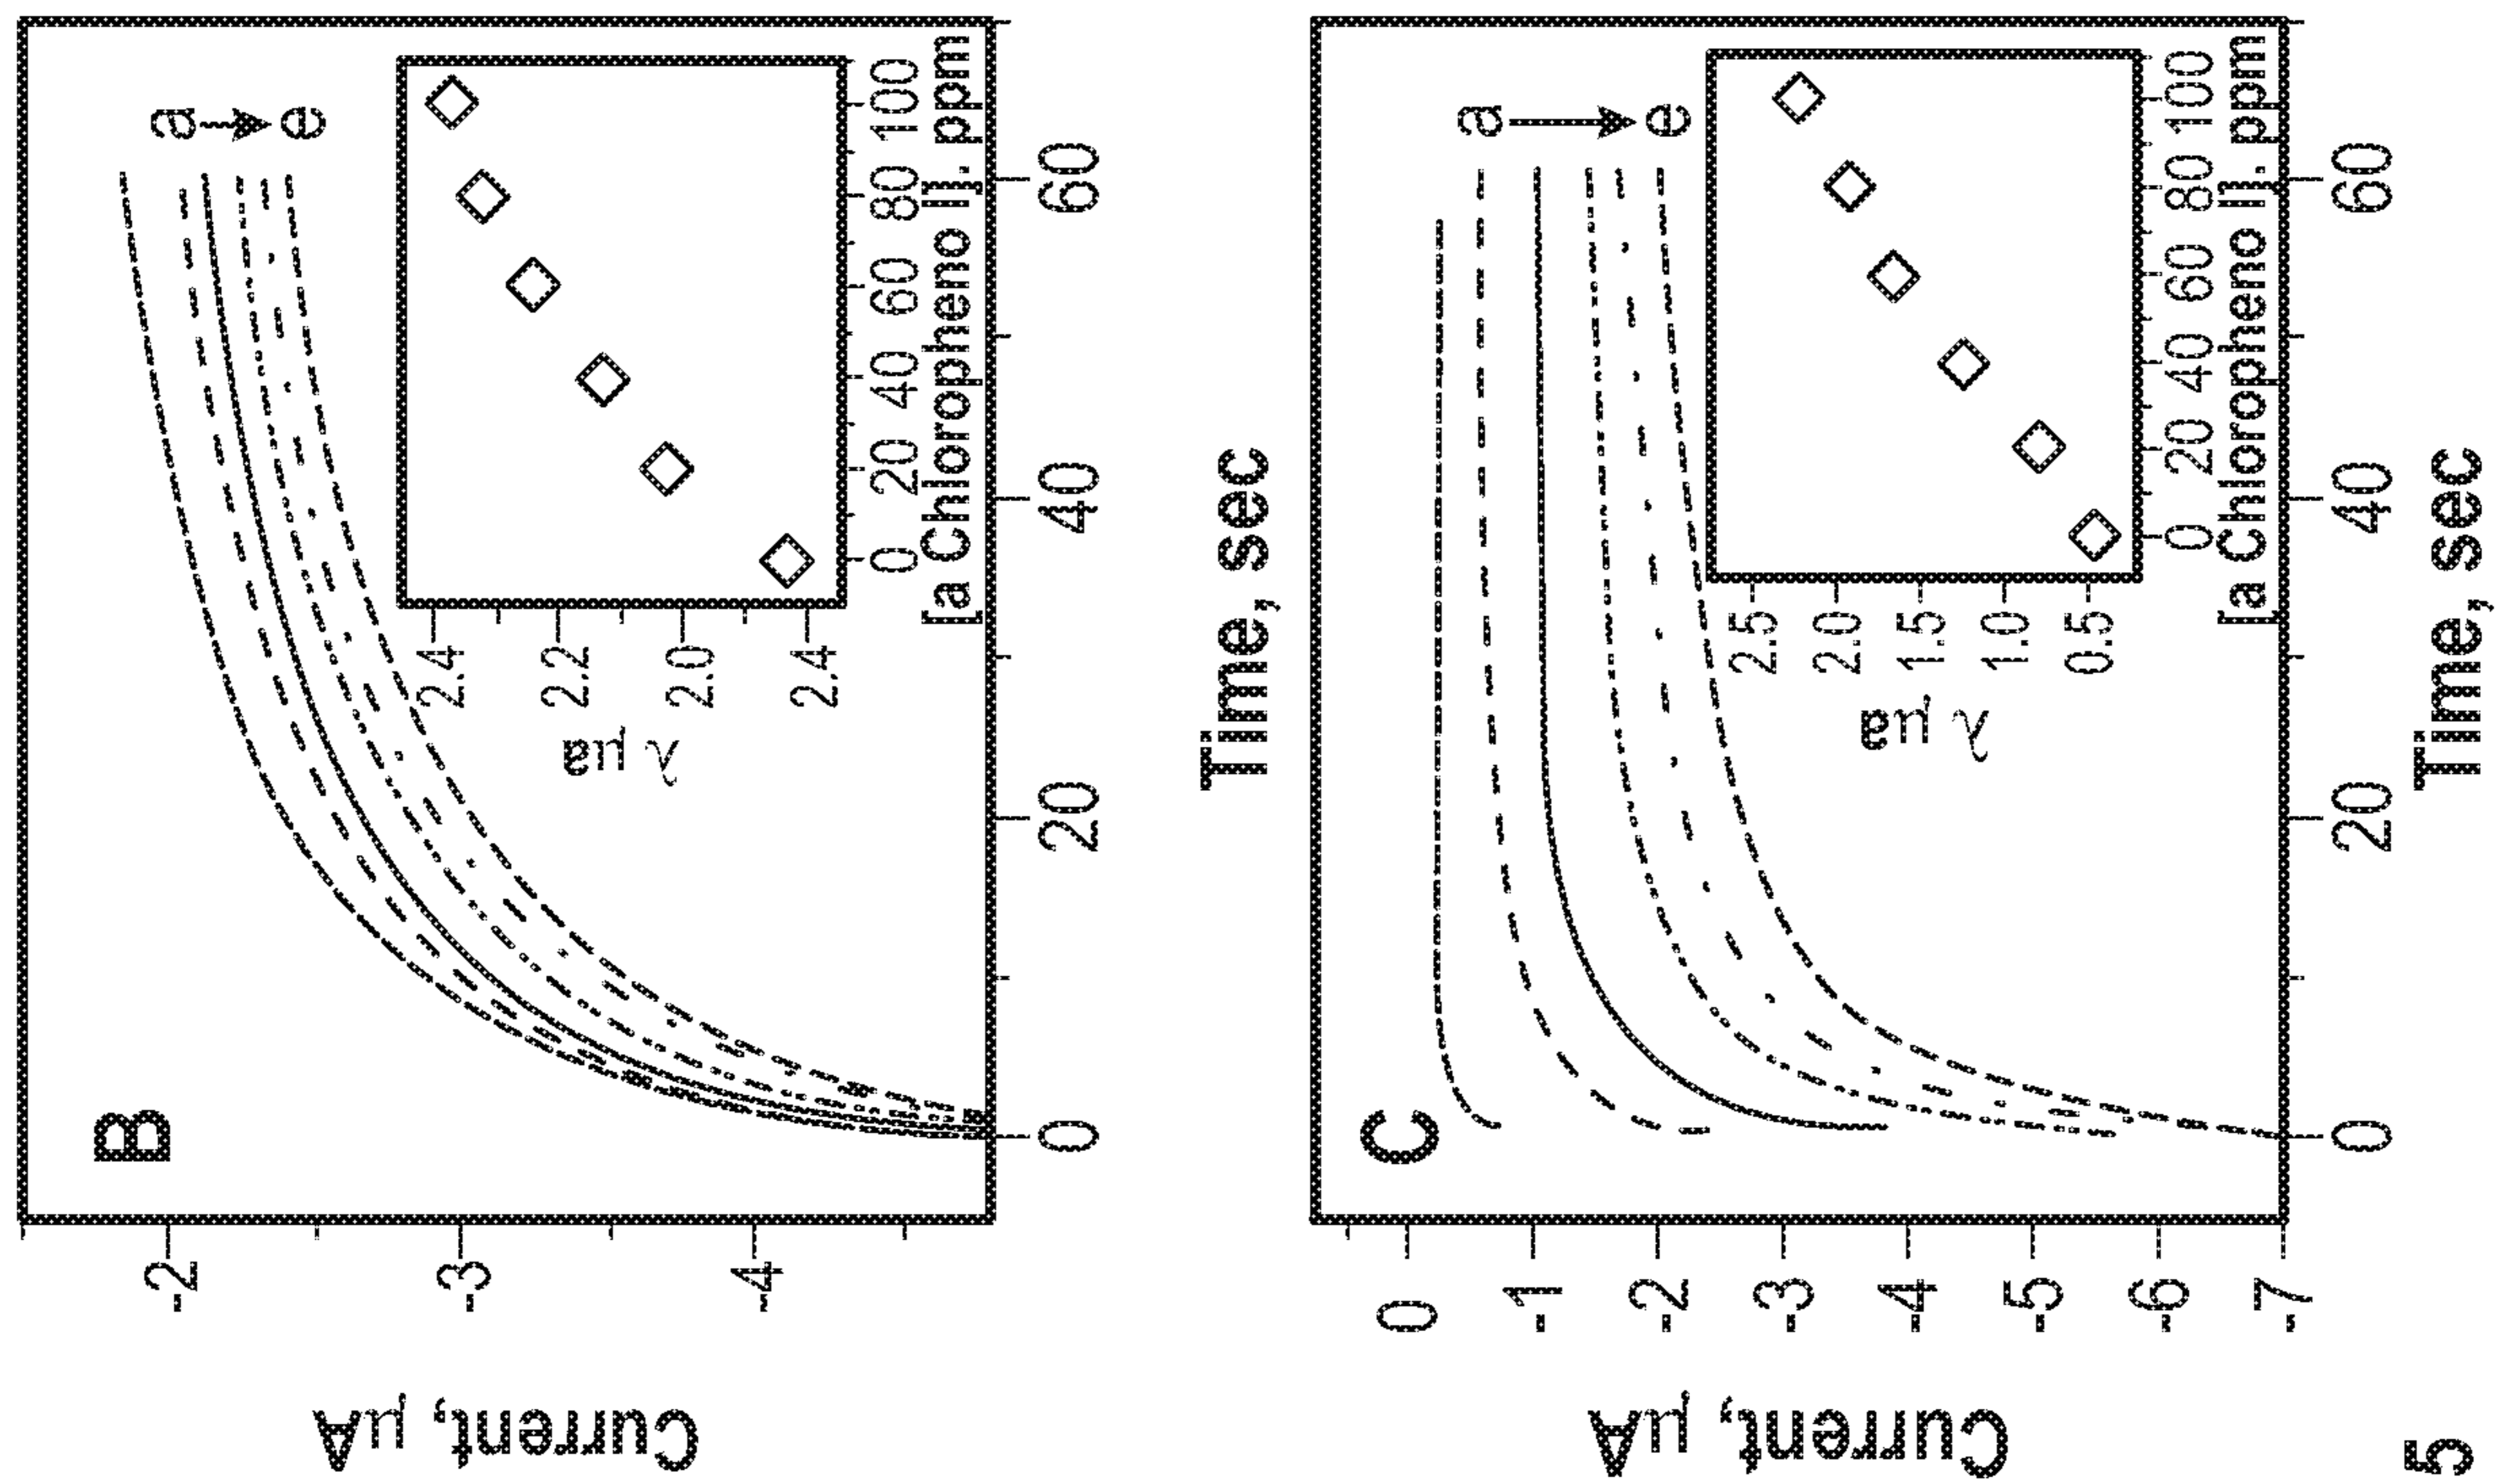 B
a
e
Current, µA
-2
-3
-4
λ µa
2.4
2.2
2.0
2.4
0 20 40 60 80 100
[a Chloropheno l]. ppm
0 20 40 60
Time, sec
C
a
e
Current, µA
0
-1
-2
-3
-4
-5
-6
-7
λ µa
2.5
2.0
1.5
1.0
0.5
0 20 40 60 80 100
[a Chloropheno l]. ppm
0 20 40 60
Time, sec
5